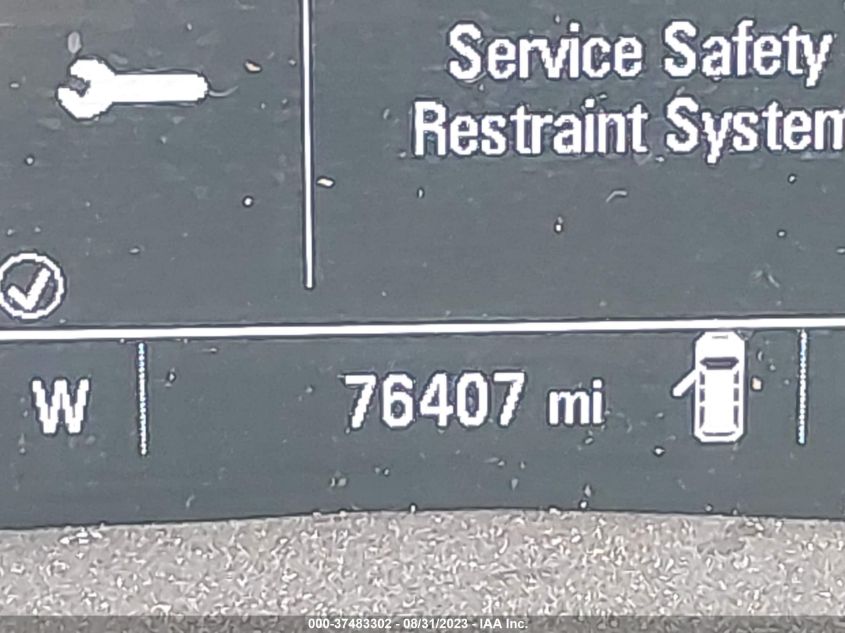 Service Safety
Restraint System
W
76407 mi
000-37483302 - 08/31/2023 - IAA Inc.